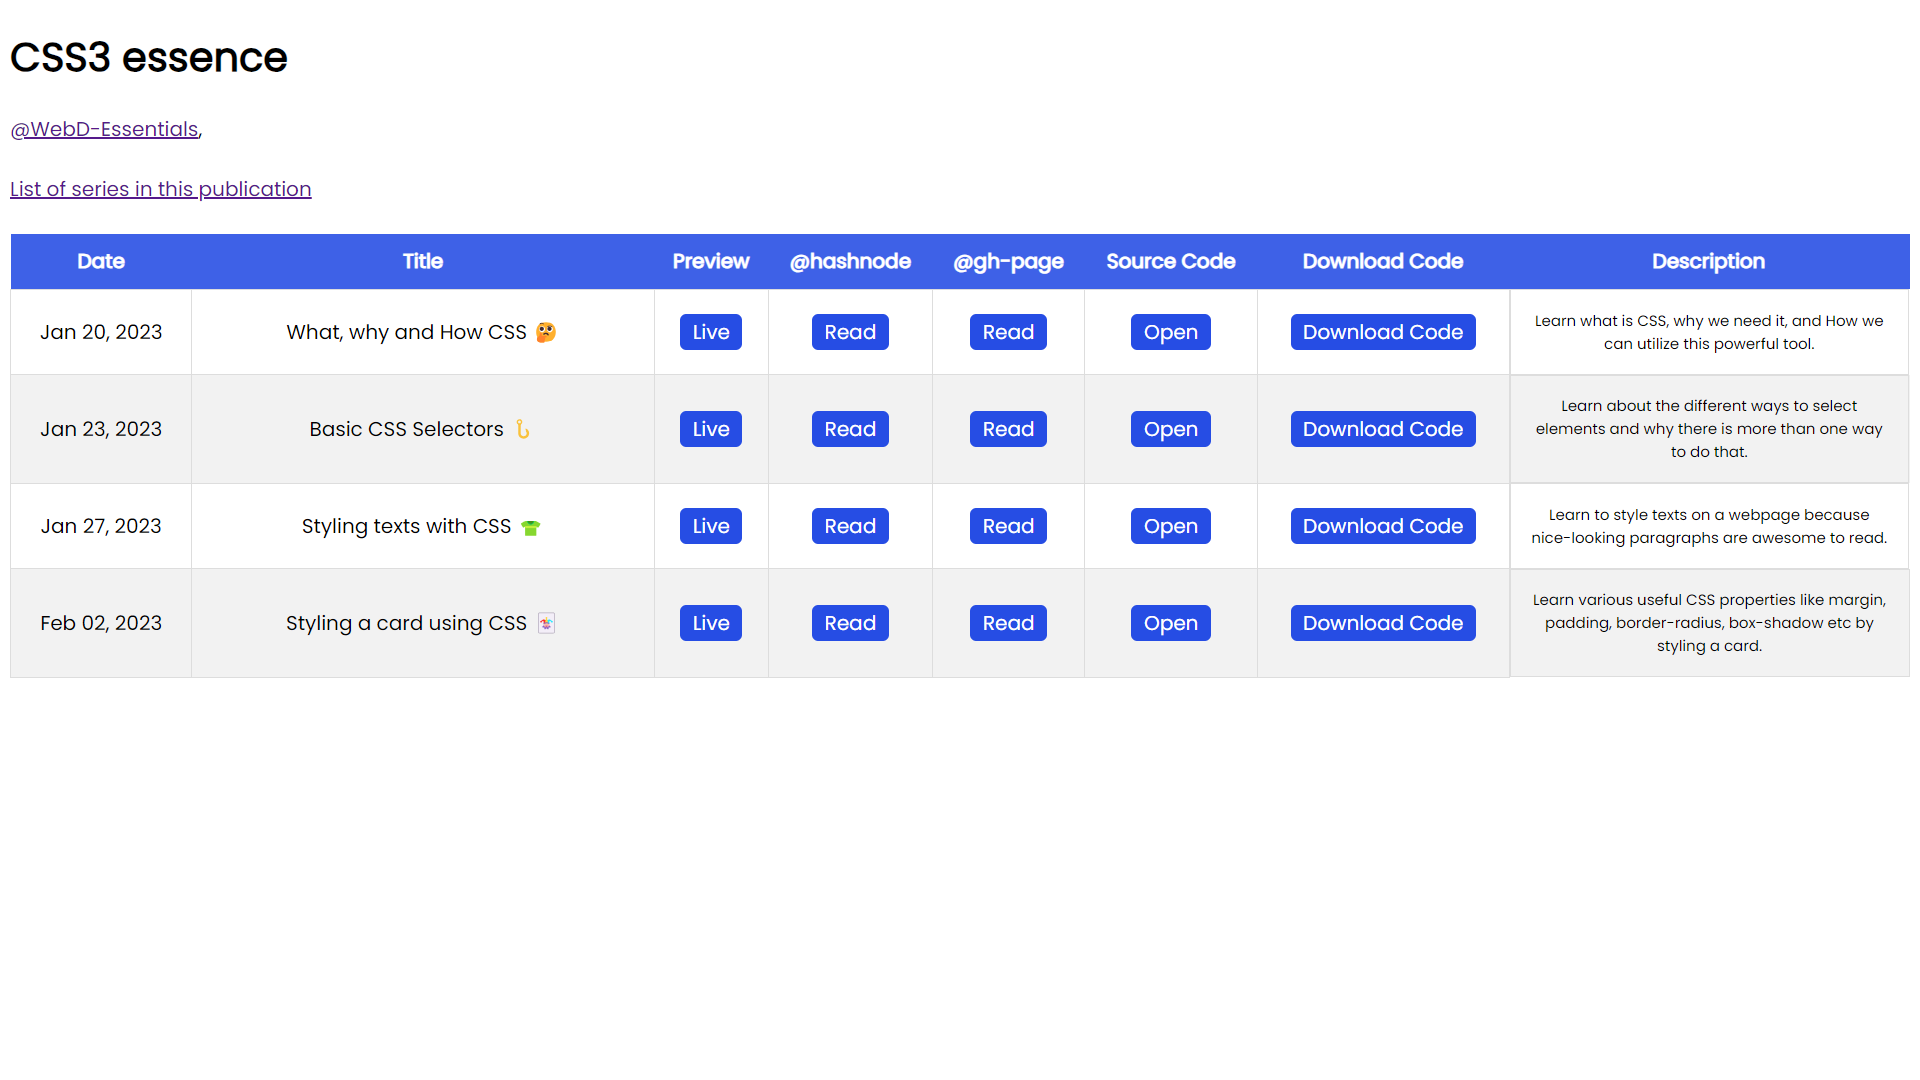 CSS3 essence
@WebD-Essentials,
List of series in this publication
Date Title Preview @hashnode @gh-page Source Code Download Code Description
Jan 20, 2023 What, why and How CSS 🤔 Live Read Read Open Download Code Learn what is CSS, why we need it, and How we
can utilize this powerful tool.
Jan 23, 2023 Basic CSS Selectors 🪝 Live Read Read Open Download Code Learn about the different ways to select
elements and why there is more than one way
to do that.
Jan 27, 2023 Styling texts with CSS 👕 Live Read Read Open Download Code Learn to style texts on a webpage because
nice-looking paragraphs are awesome to read.
Feb 02, 2023 Styling a card using CSS 🃏 Live Read Read Open Download Code Learn various useful CSS properties like margin,
padding, border-radius, box-shadow etc by
styling a card.